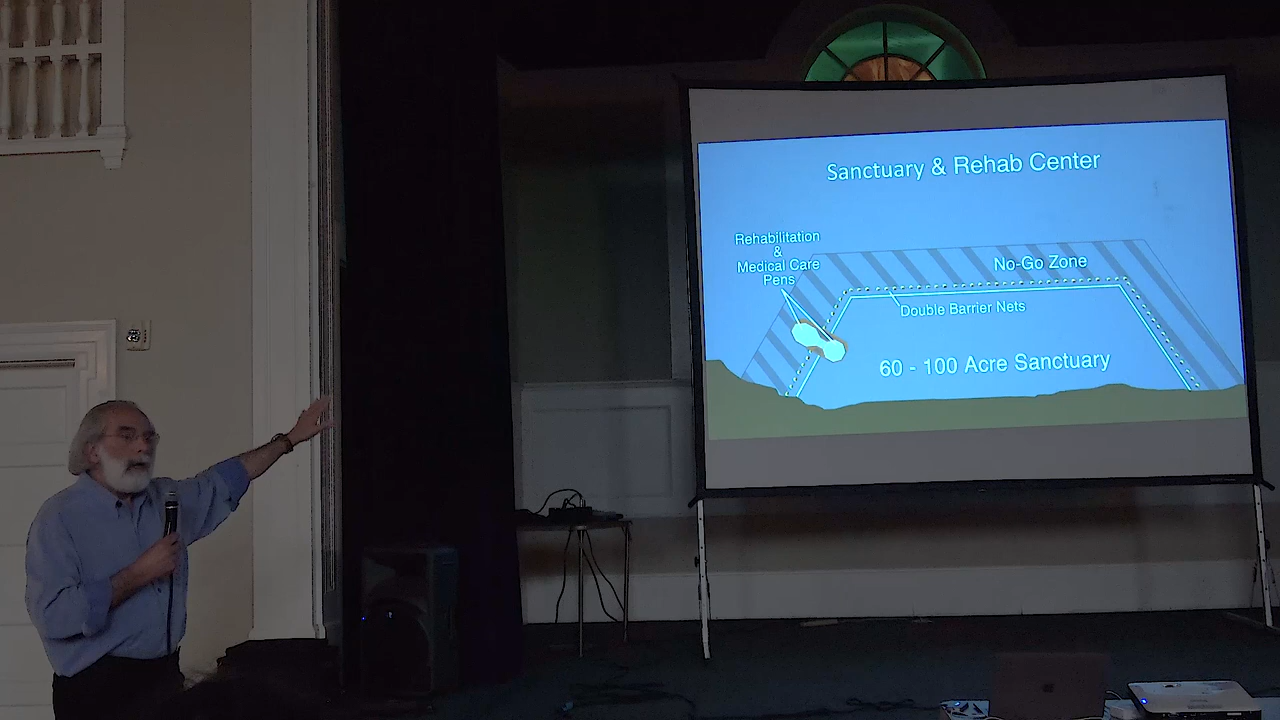 Sanctuary & Rehab Center
Rehabilitation
&
Medical Care
Pens
No-Go Zone
Double Barrier Nets
60 - 100 Acre Sanctuary